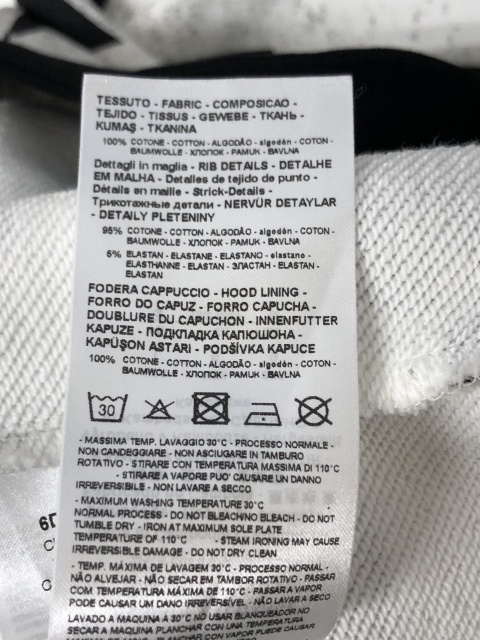 TESSUTO - FABRIC - COMPOSICAO -
TEJIDO - TISSUS - GEWEBE - ТКАНЬ -
KUMAŞ - TKANINA
100% COTONE - COTTON - ALGODÃO - algodón - COTON -
BAUMWOLLE - ХЛОПОК - PAMUK - BAVLNA
Dettagli in maglia - RIB DETAILS - DETALHE
EM MALHA - Detalles de tejido de punto -
Détails en maille - Strick-Details -
Трикотажные детали - NERVÜR DETAYLAR
- DETAILY PLETENINY
95% COTONE - COTTON - ALGODÃO - algodón - COTON -
BAUMWOLLE - ХЛОПОК - PAMUK - BAVLNA
5% ELASTAN - ELASTANE - ELASTANO - elastano -
ELASTHANNE - ELASTAN - ЭЛАСТАН - ELASTAN -
ELASTAN
FODERA CAPPUCCIO - HOOD LINING -
FORRO DO CAPUZ - FORRO CAPUCHA -
DOUBLURE DU CAPUCHON - INNENFUTTER
KAPUZE - ПОДКЛАДКА КАПЮШОНА -
KAPÜŞON ASTARI - PODŠÍVKA KAPUCE
100% COTONE - COTTON - ALGODÃO - algodón - COTON -
BAUMWOLLE - ХЛОПОК - PAMUK - BAVLNA
30
- MASSIMA TEMP. LAVAGGIO 30°C - PROCESSO NORMALE -
NON CANDEGGIARE - NON ASCIUGARE IN TAMBURO
ROTATIVO - STIRARE CON TEMPERATURA MASSIMA DI 110°C
- STIRARE A VAPORE PUO' CAUSARE UN DANNO
IRREVERSIBILE - NON LAVARE A SECCO
- MAXIMUM WASHING TEMPERATURE 30°C
NORMAL PROCESS - DO NOT BLEACH/NO BLEACH - DO NOT
TUMBLE DRY - IRON AT MAXIMUM SOLE PLATE
TEMPERATURE OF 110°C - STEAM IRONING MAY CAUSE
IRREVERSIBLE DAMAGE - DO NOT DRY CLEAN
- TEMP. MÁXIMA DE LAVAGEM 30°C - PROCESSO NORMAL -
NÃO ALVEJAR - NÃO SECAR EM TAMBOR ROTATIVO - PASSAR
COM TEMPERATURA MÁXIMA DE 110°C - PASSAR A VAPOR
PODE CAUSAR UM DANO IRREVERSÍVEL - NÃO LAVAR A SECO
LAVADO A MAQUINA A 30°C NO USAR BLANQUEADOR NO
SECAR A MAQUINA PLANCHAR CON UNA TEMPERATURA